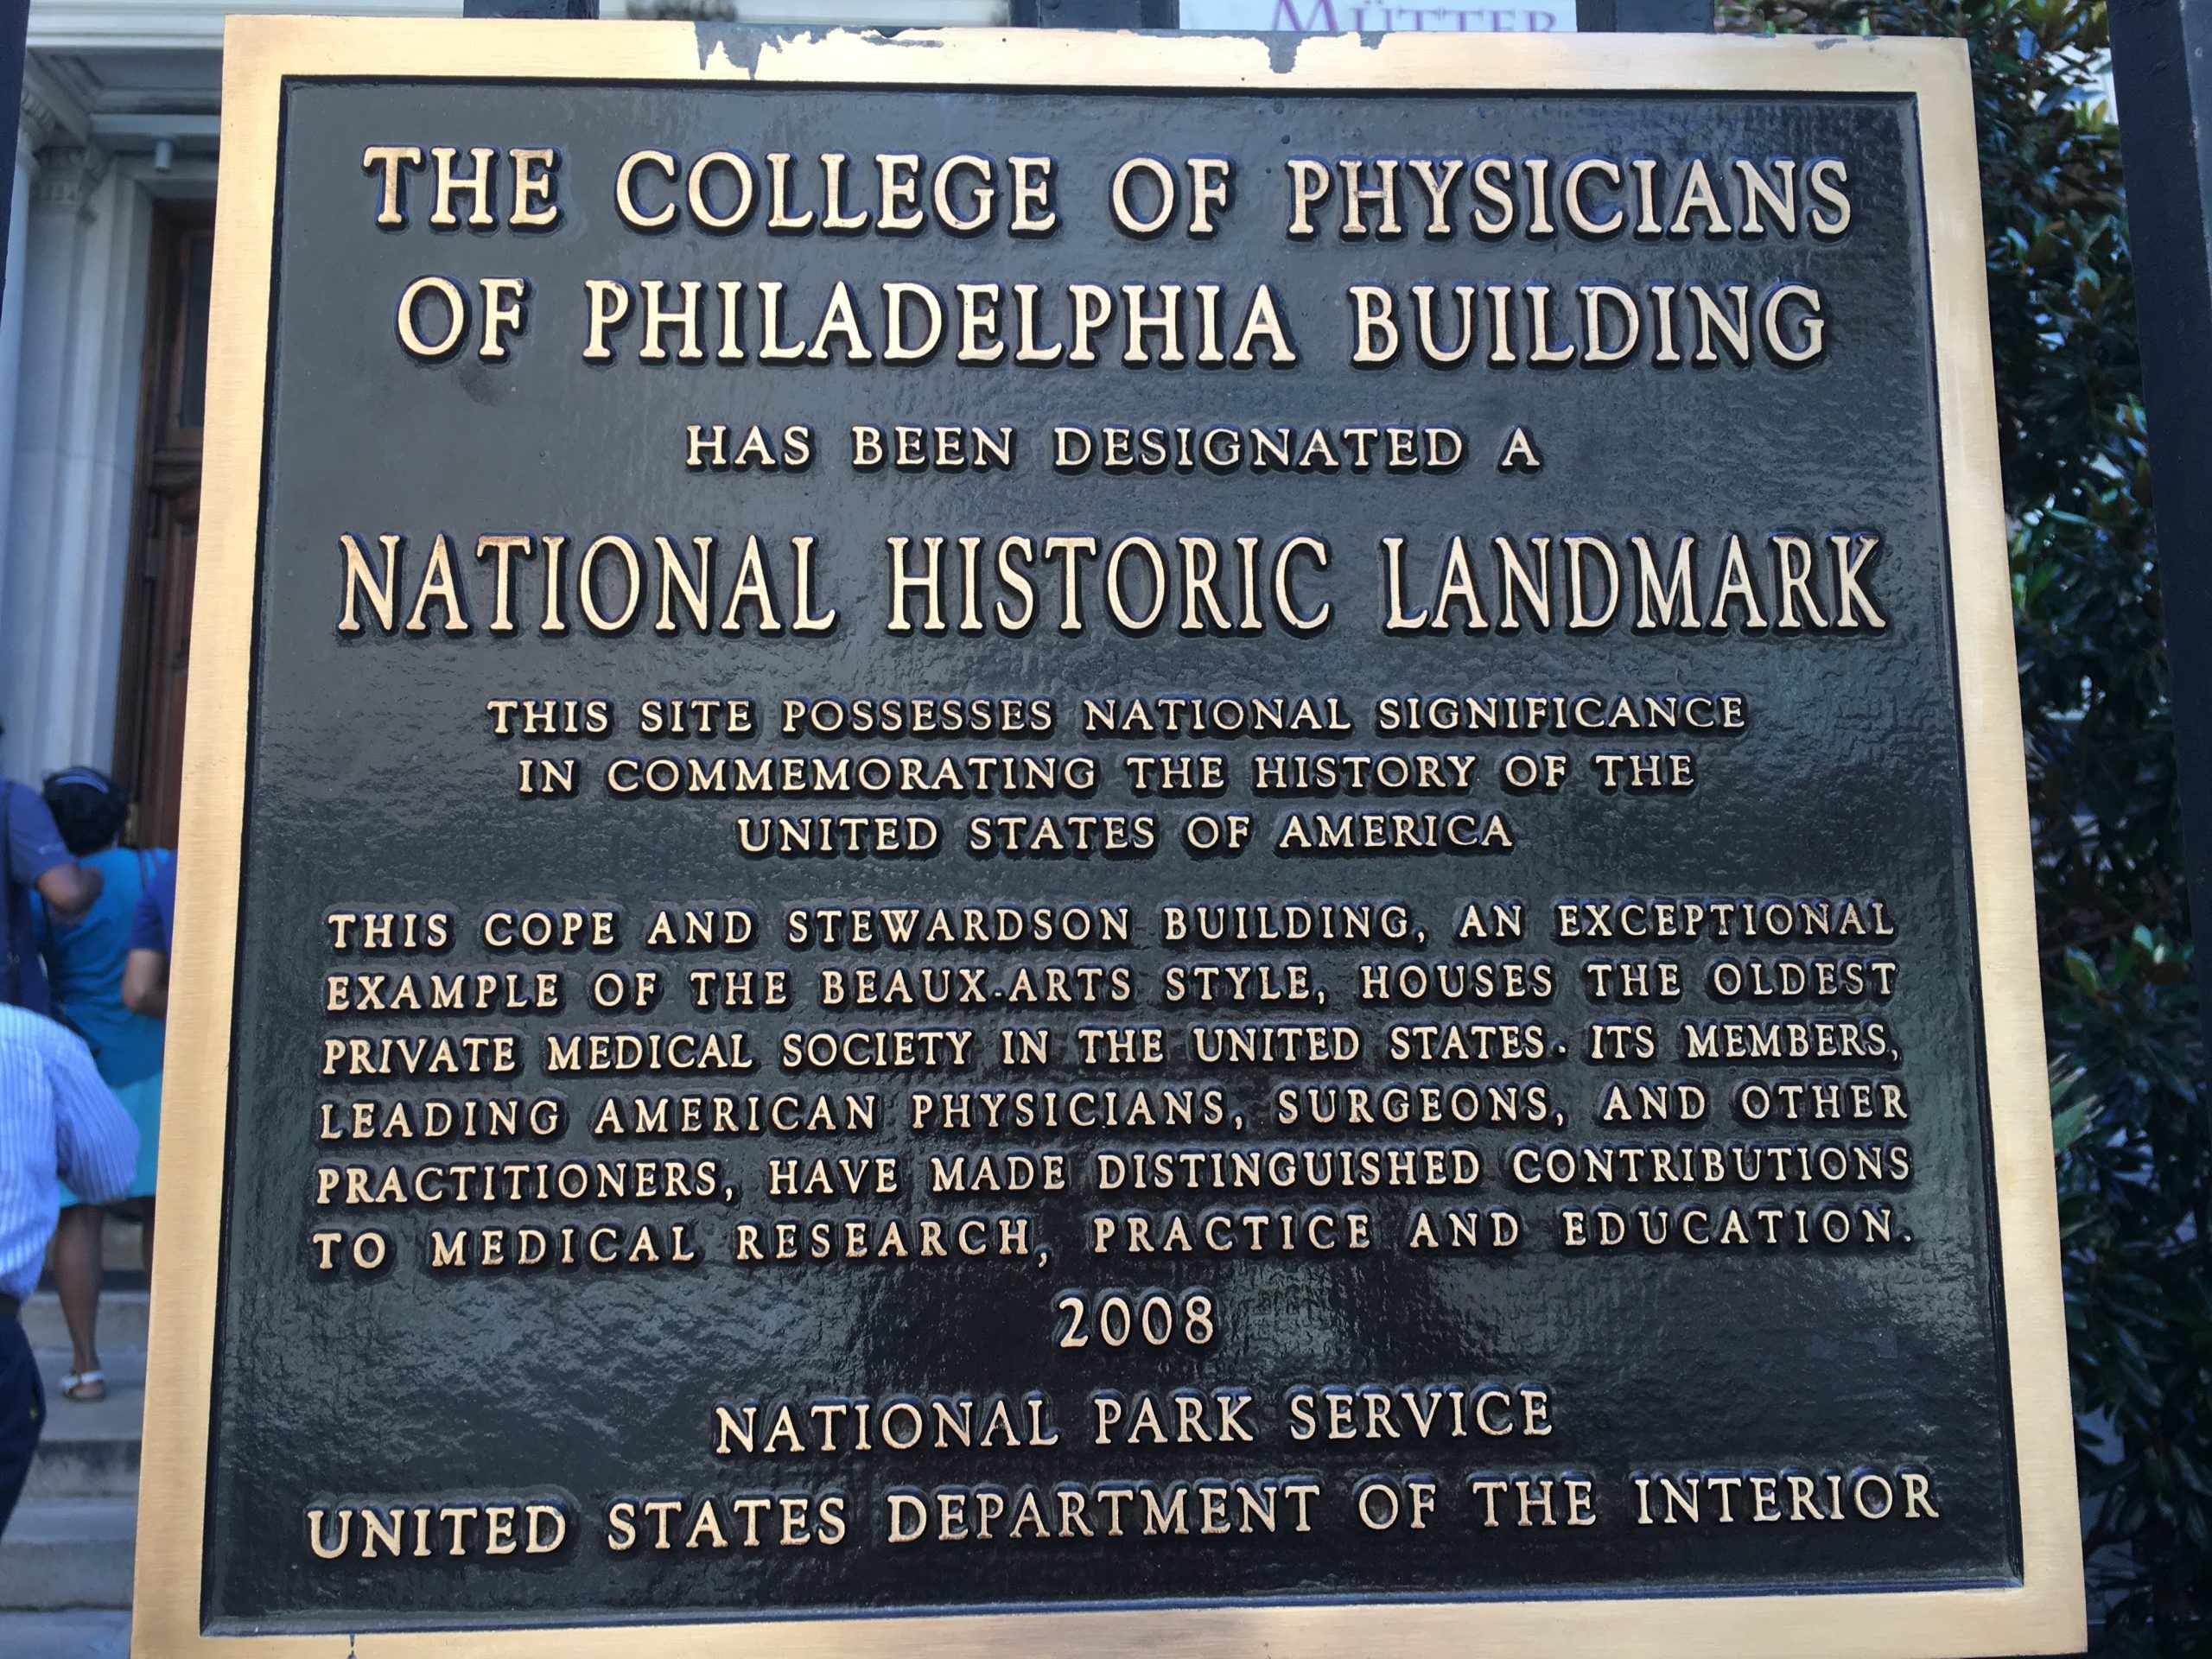 MÜTTER
THE COLLEGE OF PHYSICIANS
OF PHILADELPHIA BUILDING
HAS BEEN DESIGNATED A
NATIONAL HISTORIC LANDMARK
THIS SITE POSSESSES NATIONAL SIGNIFICANCE
IN COMMEMORATING THE HISTORY OF THE
UNITED STATES OF AMERICA
THIS COPE AND STEWARDSON BUILDING, AN EXCEPTIONAL
EXAMPLE OF THE BEAUX-ARTS STYLE, HOUSES THE OLDEST
PRIVATE MEDICAL SOCIETY IN THE UNITED STATES. ITS MEMBERS,
LEADING AMERICAN PHYSICIANS, SURGEONS, AND OTHER
PRACTITIONERS, HAVE MADE DISTINGUISHED CONTRIBUTIONS
TO MEDICAL RESEARCH, PRACTICE AND EDUCATION.
2008
NATIONAL PARK SERVICE
UNITED STATES DEPARTMENT OF THE INTERIOR